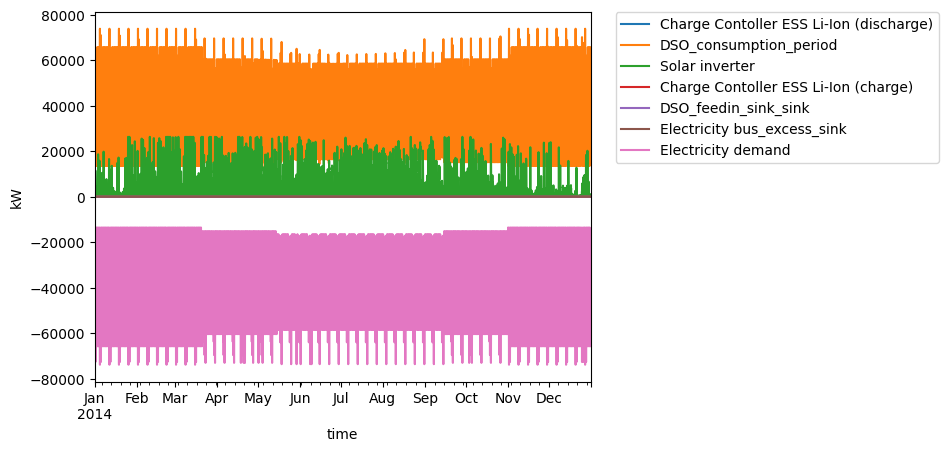 80000
60000
40000
20000
0
−20000
−40000
−60000
−80000
kW
Jan Feb Mar Apr May Jun Jul Aug Sep Oct Nov Dec
2014
time
Charge Contoller ESS Li-Ion (discharge)
DSO_consumption_period
Solar inverter
Charge Contoller ESS Li-Ion (charge)
DSO_feedin_sink_sink
Electricity bus_excess_sink
Electricity demand